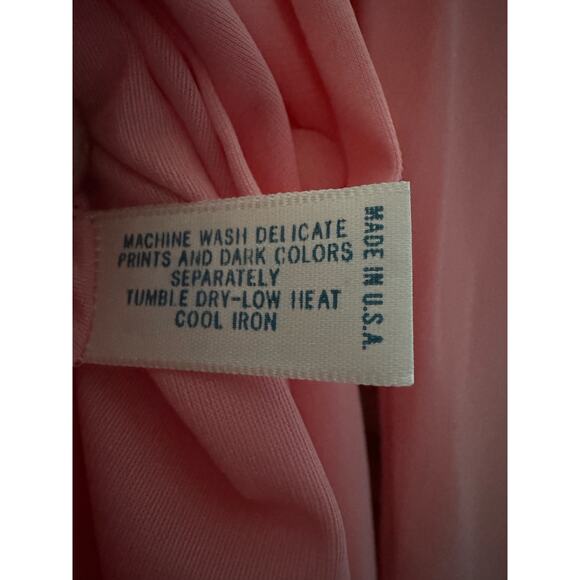 MACHINE WASH DELICATE
PRINTS AND DARK COLORS
SEPARATELY
TUMBLE DRY-LOW HEAT
COOL IRON
MADE IN U.S.A.